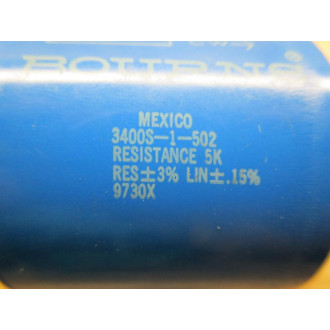 BOURNS®
MEXICO
3400S-1-502
RESISTANCE 5K
RES±3% LIN±.15%
9730X